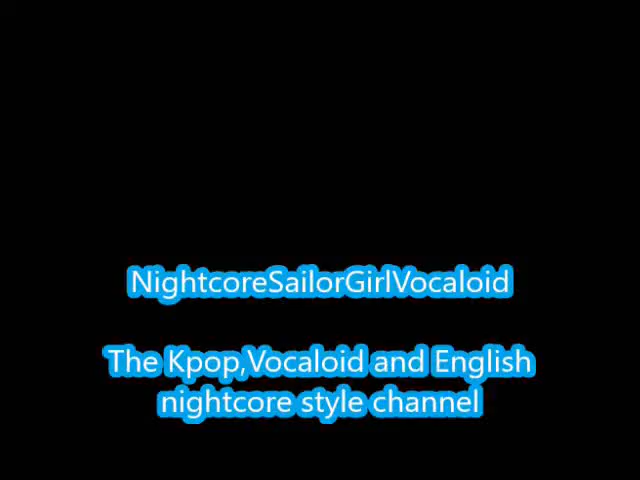 NightcoreSailorGirlVocaloid
The Kpop,Vocaloid and English
nightcore style channel